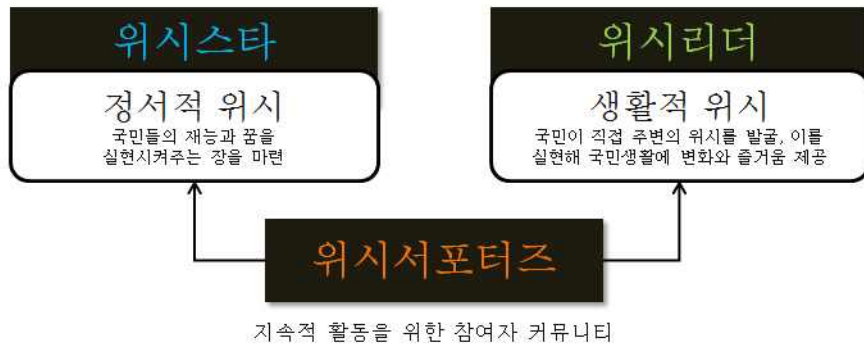 위시스타
정서적 위시
국민들의 재능과 꿈을
실현시켜주는 장을 마련
위시리더
생활적 위시
국민이 직접 주변의 위시를 발굴, 이를
실현해 국민생활에 변화와 즐거움 제공
위시서포터즈
지속적 활동을 위한 참여자 커뮤니티